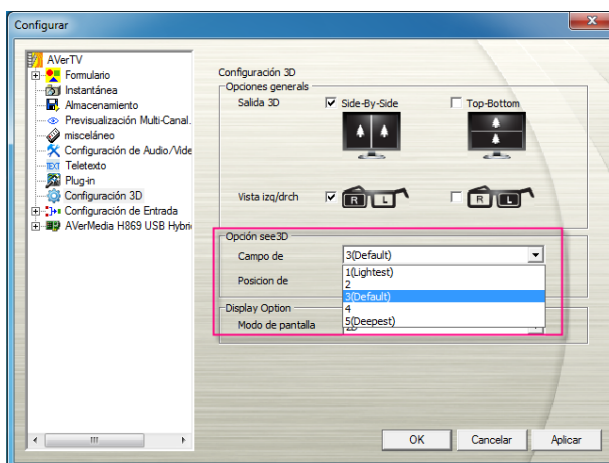 Configurar
AVerTV
Formulario
Instantánea
Almacenamiento
Previsualización Multi-Canal.
misceláneo
Configuración de Audio/Vide
TEXT Teletexto
Plug-in
Configuración 3D
Configuración de Entrada
AVerMedia H869 USB Hybri
Configuración 3D
Opciones generals
Salida 3D
Side-By-Side
Top-Bottom
Vista izq/drch
R L
R L
Opción see3D
Campo de
3(Default)
1(Lightest)
2
3(Default)
4
5(Deepest)
Posicion de
Display Option
Modo de pantalla
OK
Cancelar
Aplicar